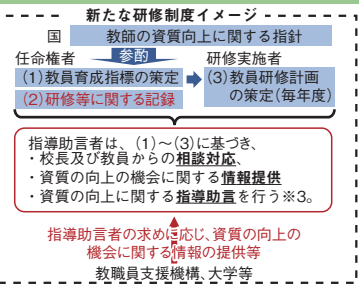 新たな研修制度イメージ
国 教師の資質向上に関する指針
任命権者 参酌 研修実施者
(1)教員育成指標の策定
(2)研修等に関する記録
(3)教員研修計画
の策定(毎年度)
指導助言者は、(1)~(3)に基づき、
・校長及び教員からの相談対応、
・資質の向上の機会に関する情報提供
・資質の向上に関する指導助言を行う※3。
指導助言者の求めに応じ、資質の向上の
機会に関する情報の提供等
教職員支援機構、大学等